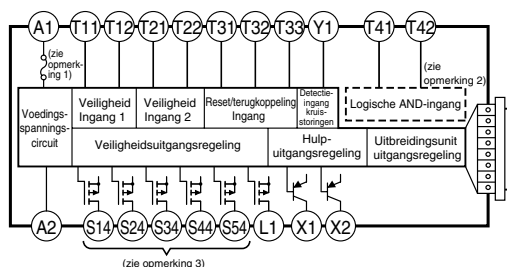 A1 T11 T12 T21 T22 T31 T32 T33 Y1 T41 T42
(zie
opmerk-
ing 1)
(zie
opmerking 2)
Voedings-
spannings-
circuit
Veiligheid
Ingang 1
Veiligheid
Ingang 2
Reset/terugkoppeling
Ingang
Detectie-
ingang
kruis-
storingen
Logische AND-ingang
Veiligheidsuitgangsregeling
Hulp-
uitgangsregeling
Uitbreidingsunit
uitgangsregeling
A2 S14 S24 S34 S44 S54 L1 X1 X2
(zie opmerking 3)